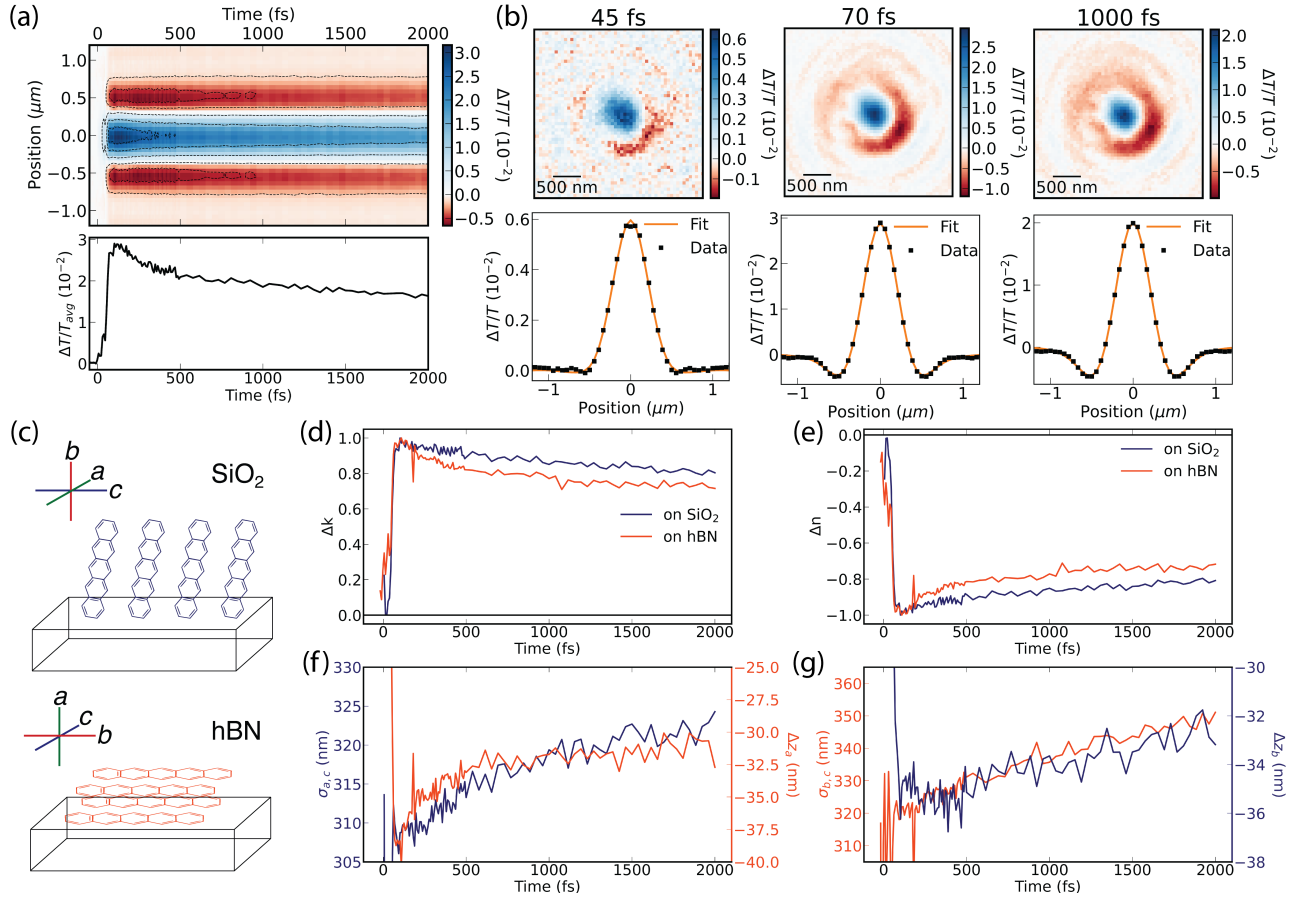 (a)
Time (fs)
0 500 1000 1500 2000
Position (μm)
1.0
0.5
0.0
−0.5
−1.0
3.0
2.5
2.0
1.5
1.0
0.5
0.0
−0.5
ΔT/T (10⁻²)
ΔT/T_avg (10⁻²)
3
2
1
0
0 500 1000 1500 2000
Time (fs)
(b)
45 fs
500 nm
0.6
0.5
0.4
0.3
0.2
0.1
0.0
−0.1
ΔT/T (10⁻²)
70 fs
500 nm
2.5
2.0
1.5
1.0
0.5
0.0
−0.5
−1.0
ΔT/T (10⁻²)
1000 fs
500 nm
2.0
1.5
1.0
0.5
0.0
−0.5
−1.0
ΔT/T (10⁻²)
ΔT/T (10⁻²)
0.6
0.4
0.2
0.0
Fit
Data
−1 0 1
Position (μm)
ΔT/T (10⁻²)
3
2
1
0
Fit
Data
−1 0 1
Position (μm)
ΔT/T (10⁻²)
2
1
0
Fit
Data
−1 0 1
Position (μm)
(c)
b
a
c
SiO₂
a
c
b
hBN
(d)
Δk
1.0
0.8
0.6
0.4
0.2
0.0
on SiO₂
on hBN
0 500 1000 1500 2000
Time (fs)
(e)
Δn
0.0
−0.2
−0.4
−0.6
−0.8
−1.0
on SiO₂
on hBN
0 500 1000 1500 2000
Time (fs)
(f)
σ_a,c (nm)
330
325
320
315
310
305
−25.0
−27.5
−30.0
−32.5
−35.0
−37.5
−40.0
Δz_a (nm)
0 500 1000 1500 2000
Time (fs)
(g)
σ_b,c (nm)
360
350
340
330
320
310
−30
−32
−34
−36
−38
Δz_b (nm)
0 500 1000 1500 2000
Time (fs)